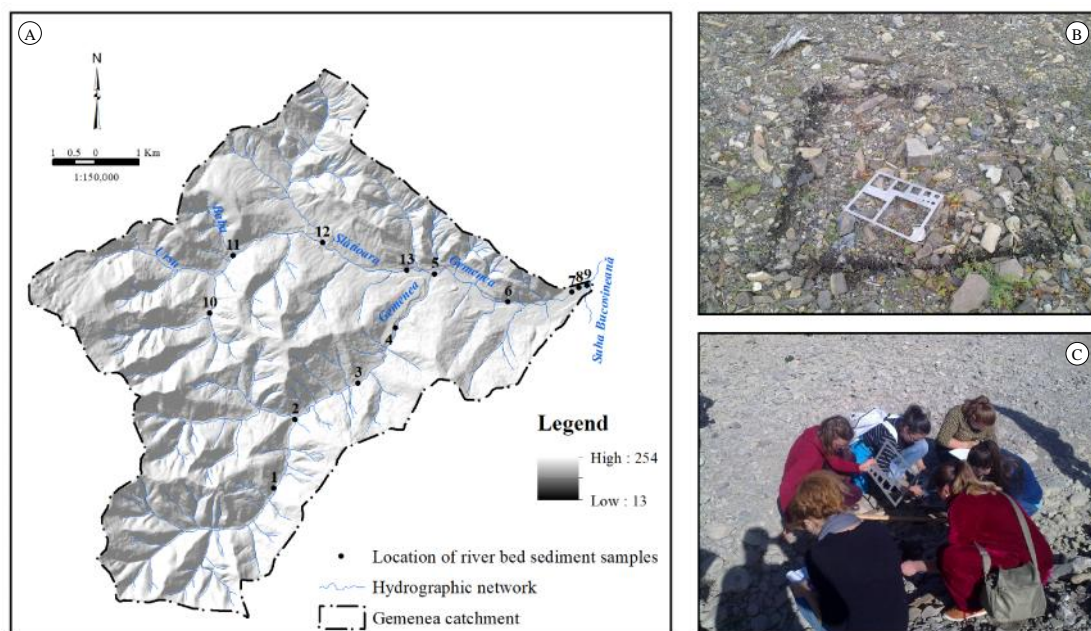 A
N
1 0.5 0 1 Km
1:150,000
Buha
Ursu
11
12
Slătioara
13
5
Gemenea
6
789
Suha Bucovineană
10
Gemenea
4
3
2
1
Legend
High : 254
Low : 13
Location of river bed sediment samples
Hydrographic network
Gemenea catchment
B
C